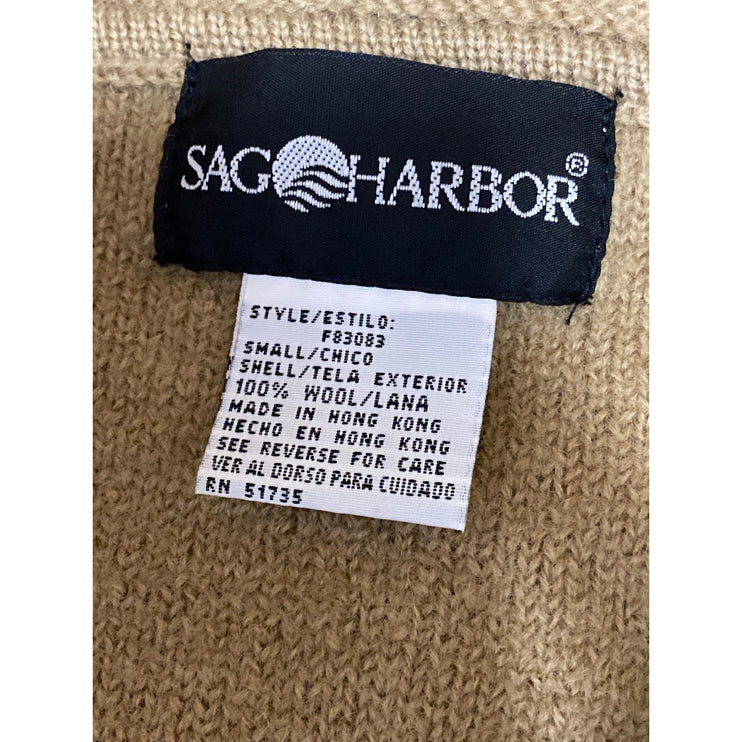 SAG HARBOR®
STYLE/ESTILO:
F83083
SMALL/CHICO
SHELL/TELA EXTERIOR
100% WOOL/LANA
MADE IN HONG KONG
HECHO EN HONG KONG
SEE REVERSE FOR CARE
VER AL DORSO PARA CUIDADO
RN 51735